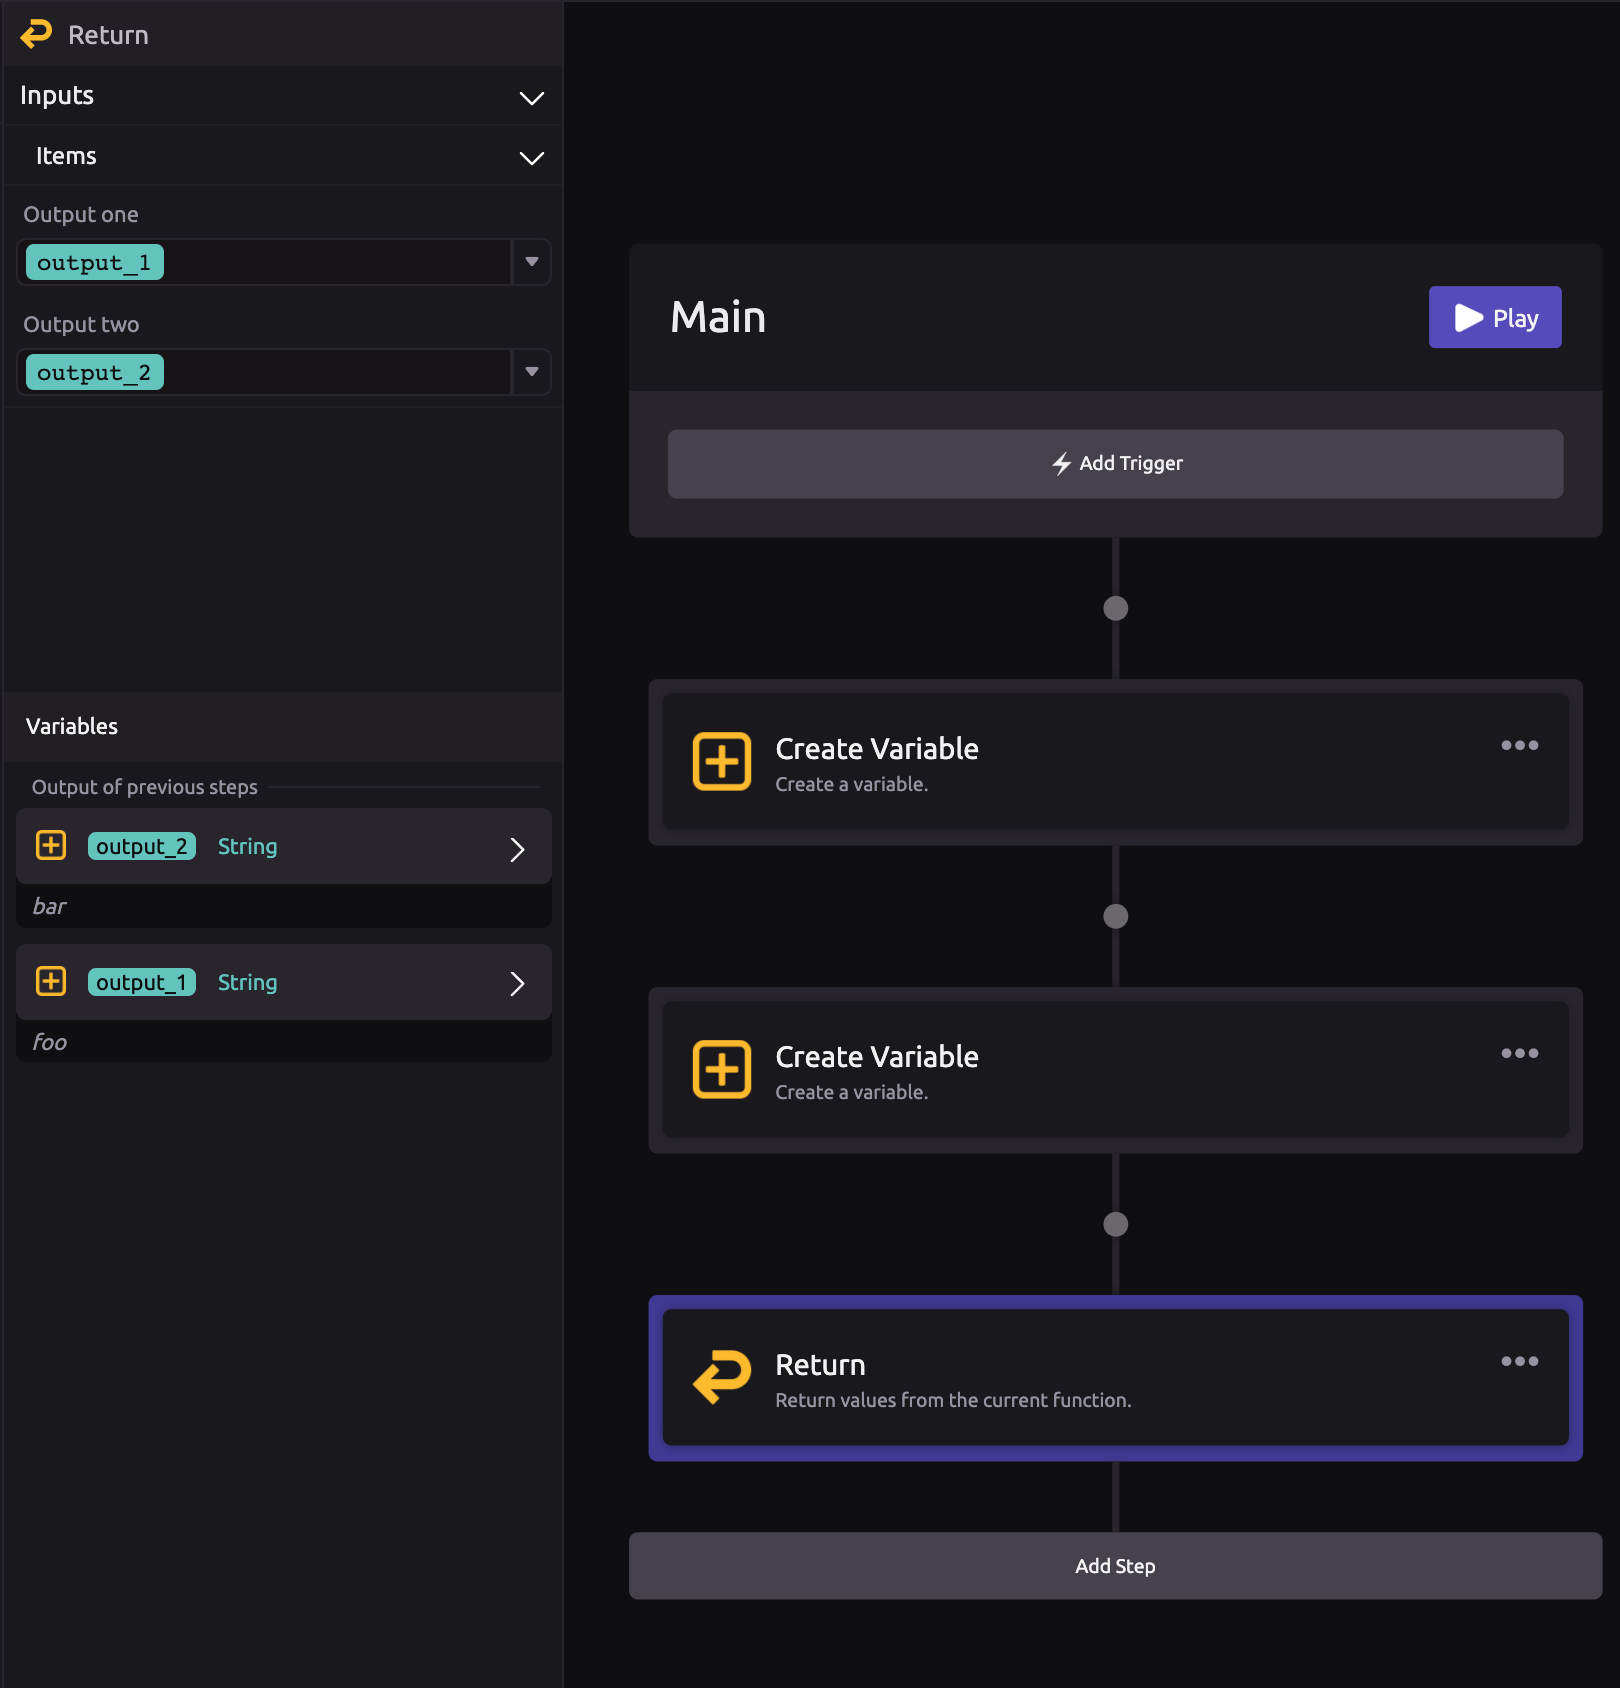 Return
Inputs
Items
Output one
output_1
Output two
output_2
Variables
Output of previous steps
output_2 String
bar
output_1 String
foo
Main
Play
Add Trigger
Create Variable
Create a variable.
Create Variable
Create a variable.
Return
Return values from the current function.
Add Step